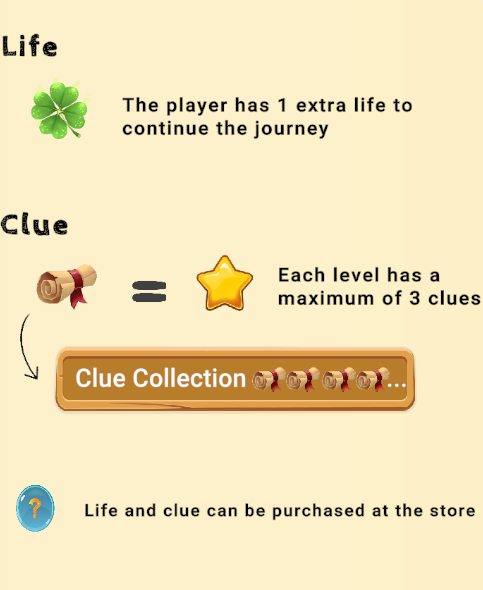 Life
The player has 1 extra life to
continue the journey
Clue
=
Each level has a
maximum of 3 clues
Clue Collection ...
?
Life and clue can be purchased at the store